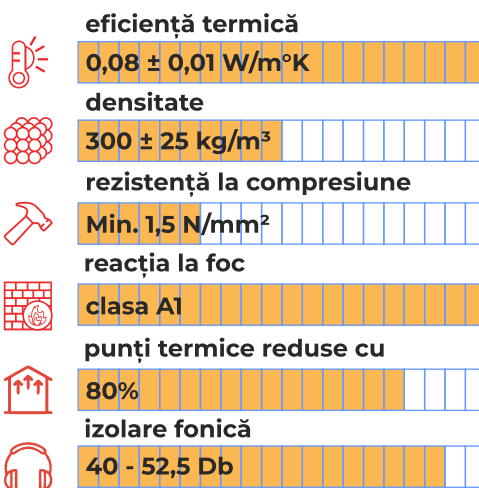 eficiență termică
0,08 ± 0,01 W/m°K
densitate
300 ± 25 kg/m³
rezistență la compresiune
Min. 1,5 N/mm²
reacția la foc
clasa A1
punți termice reduse cu
80%
izolare fonică
40 - 52,5 Db